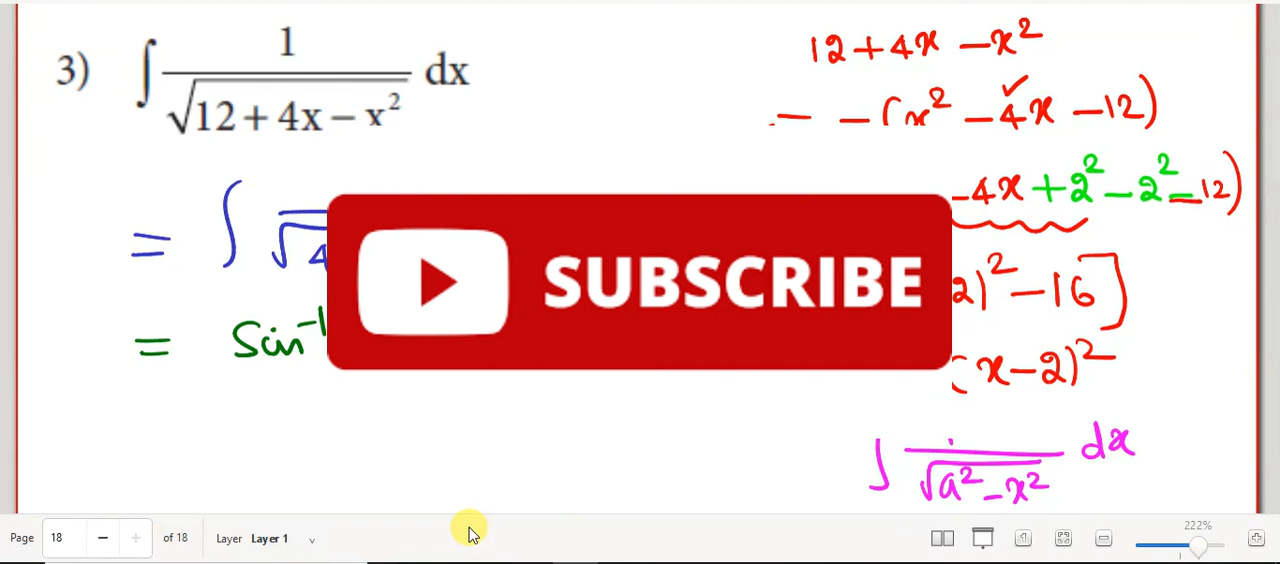 3) ∫ 1 / √(12 + 4x − x²) dx
12 + 4x − x²
− −(x² − 4x − 12)
− 4x + 2² − 2² − 12)
= ∫ √4
SUBSCRIBE
2)² − 16]
= Sin⁻¹
(x − 2)²
∫ 1 / √(a² − x²) dx
Page 18 of 18 Layer Layer 1
222%